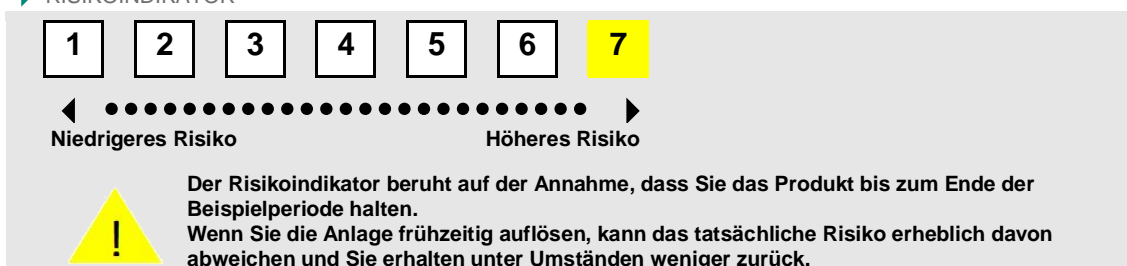 RISIKOINDIKATOR
1 2 3 4 5 6 7
Niedrigeres Risiko Höheres Risiko
Der Risikoindikator beruht auf der Annahme, dass Sie das Produkt bis zum Ende der
Beispielperiode halten.
!
Wenn Sie die Anlage frühzeitig auflösen, kann das tatsächliche Risiko erheblich davon
abweichen und Sie erhalten unter Umständen weniger zurück.